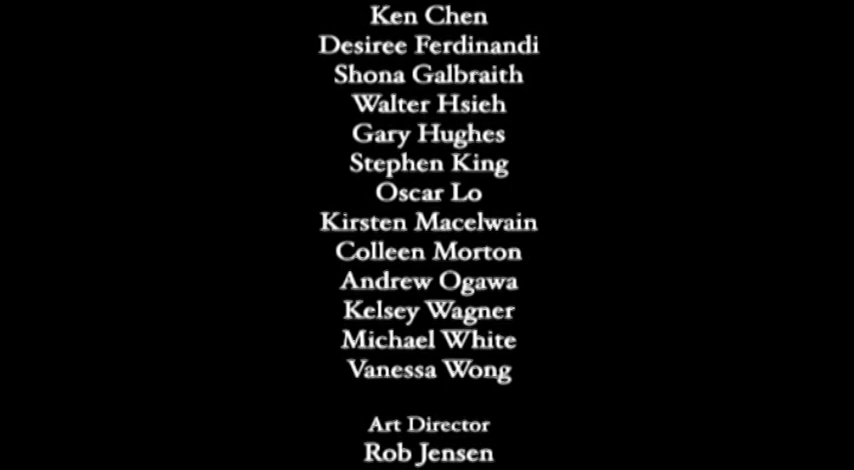 Ken Chen
Desiree Ferdinandi
Shona Galbraith
Walter Hsieh
Gary Hughes
Stephen King
Oscar Lo
Kirsten Macelwain
Colleen Morton
Andrew Ogawa
Kelsey Wagner
Michael White
Vanessa Wong
Art Director
Rob Jensen